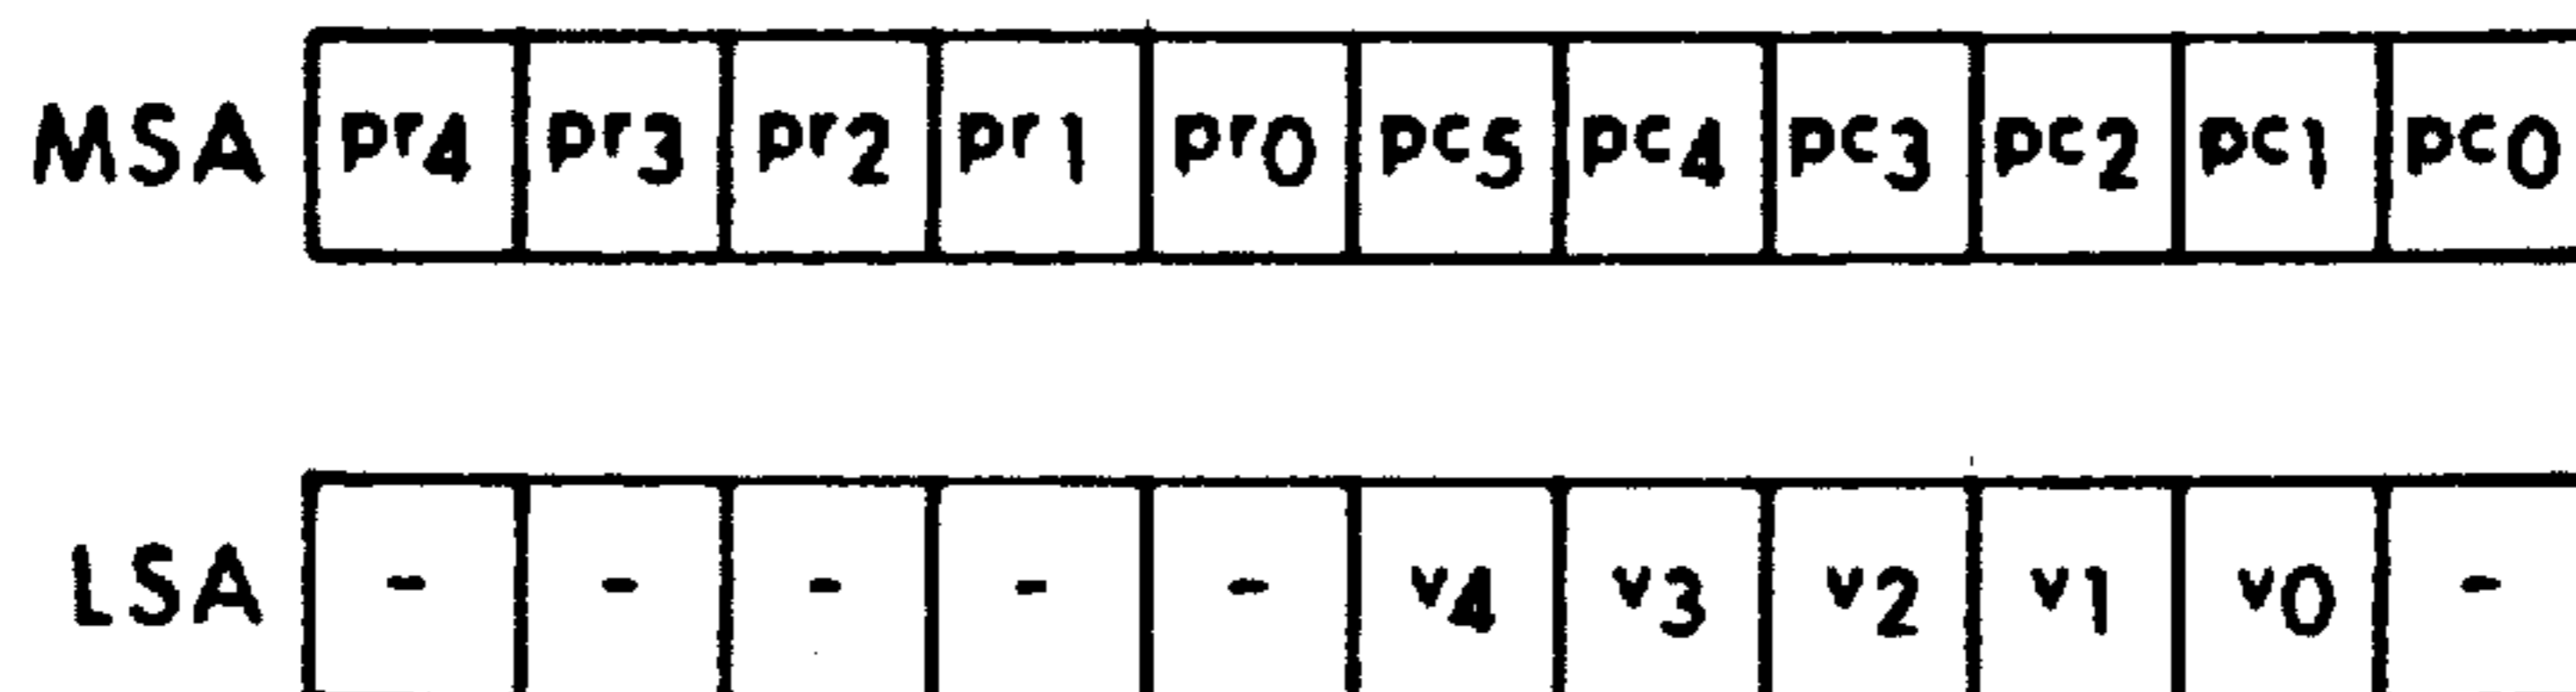 MSA pr4 pr3 pr2 pr1 pr0 pc5 pc4 pc3 pc2 pc1 pc0
LSA - - - - - v4 v3 v2 v1 v0 -